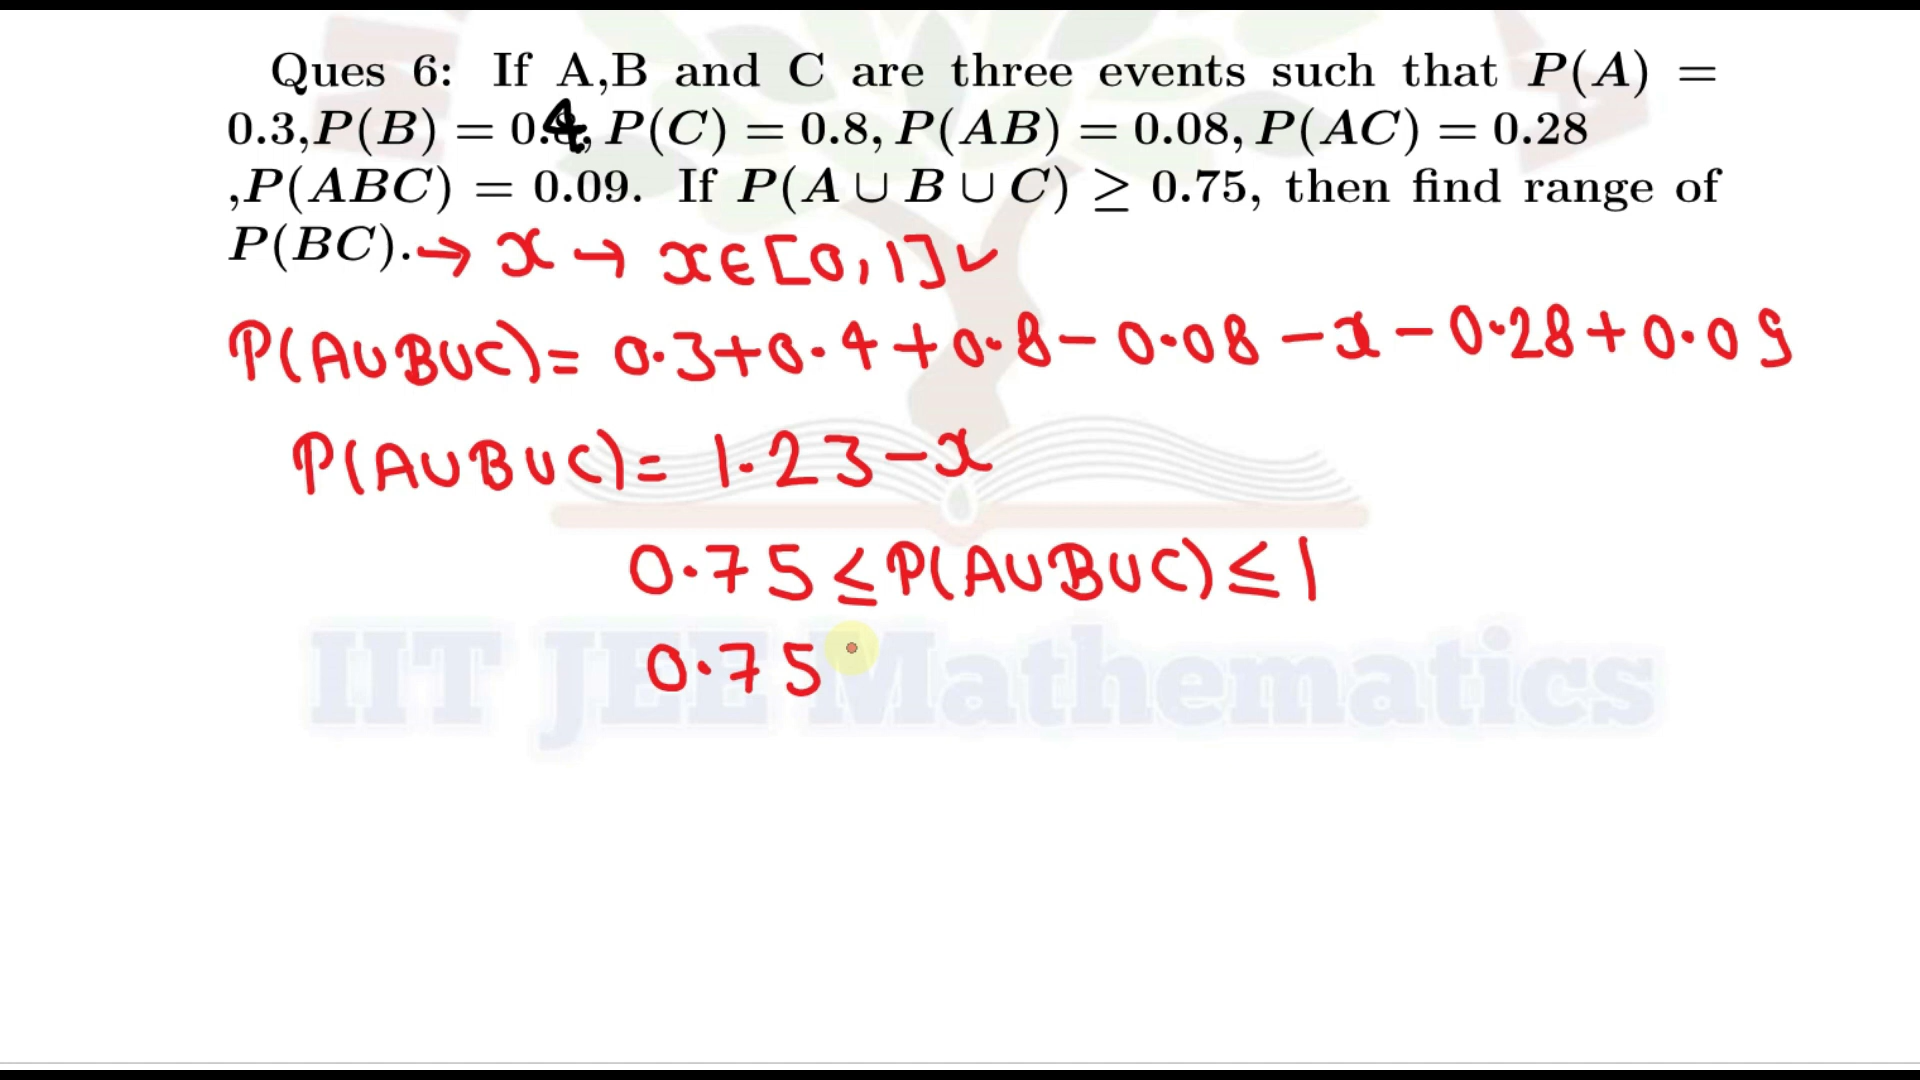 Ques 6: If A,B and C are three events such that P(A) =
0.3,P(B) = 0.4, P(C) = 0.8, P(AB) = 0.08, P(AC) = 0.28
,P(ABC) = 0.09. If P(A ∪ B ∪ C) ≥ 0.75, then find range of
P(BC). → x → x∈[0,1] ✓
P(A∪B∪C)= 0.3+0.4+0.8-0.08-x-0.28+0.09
P(A∪B∪C)= 1.23-x
0.75≤P(A∪B∪C)≤1
0.75
IIT JEE Mathematics